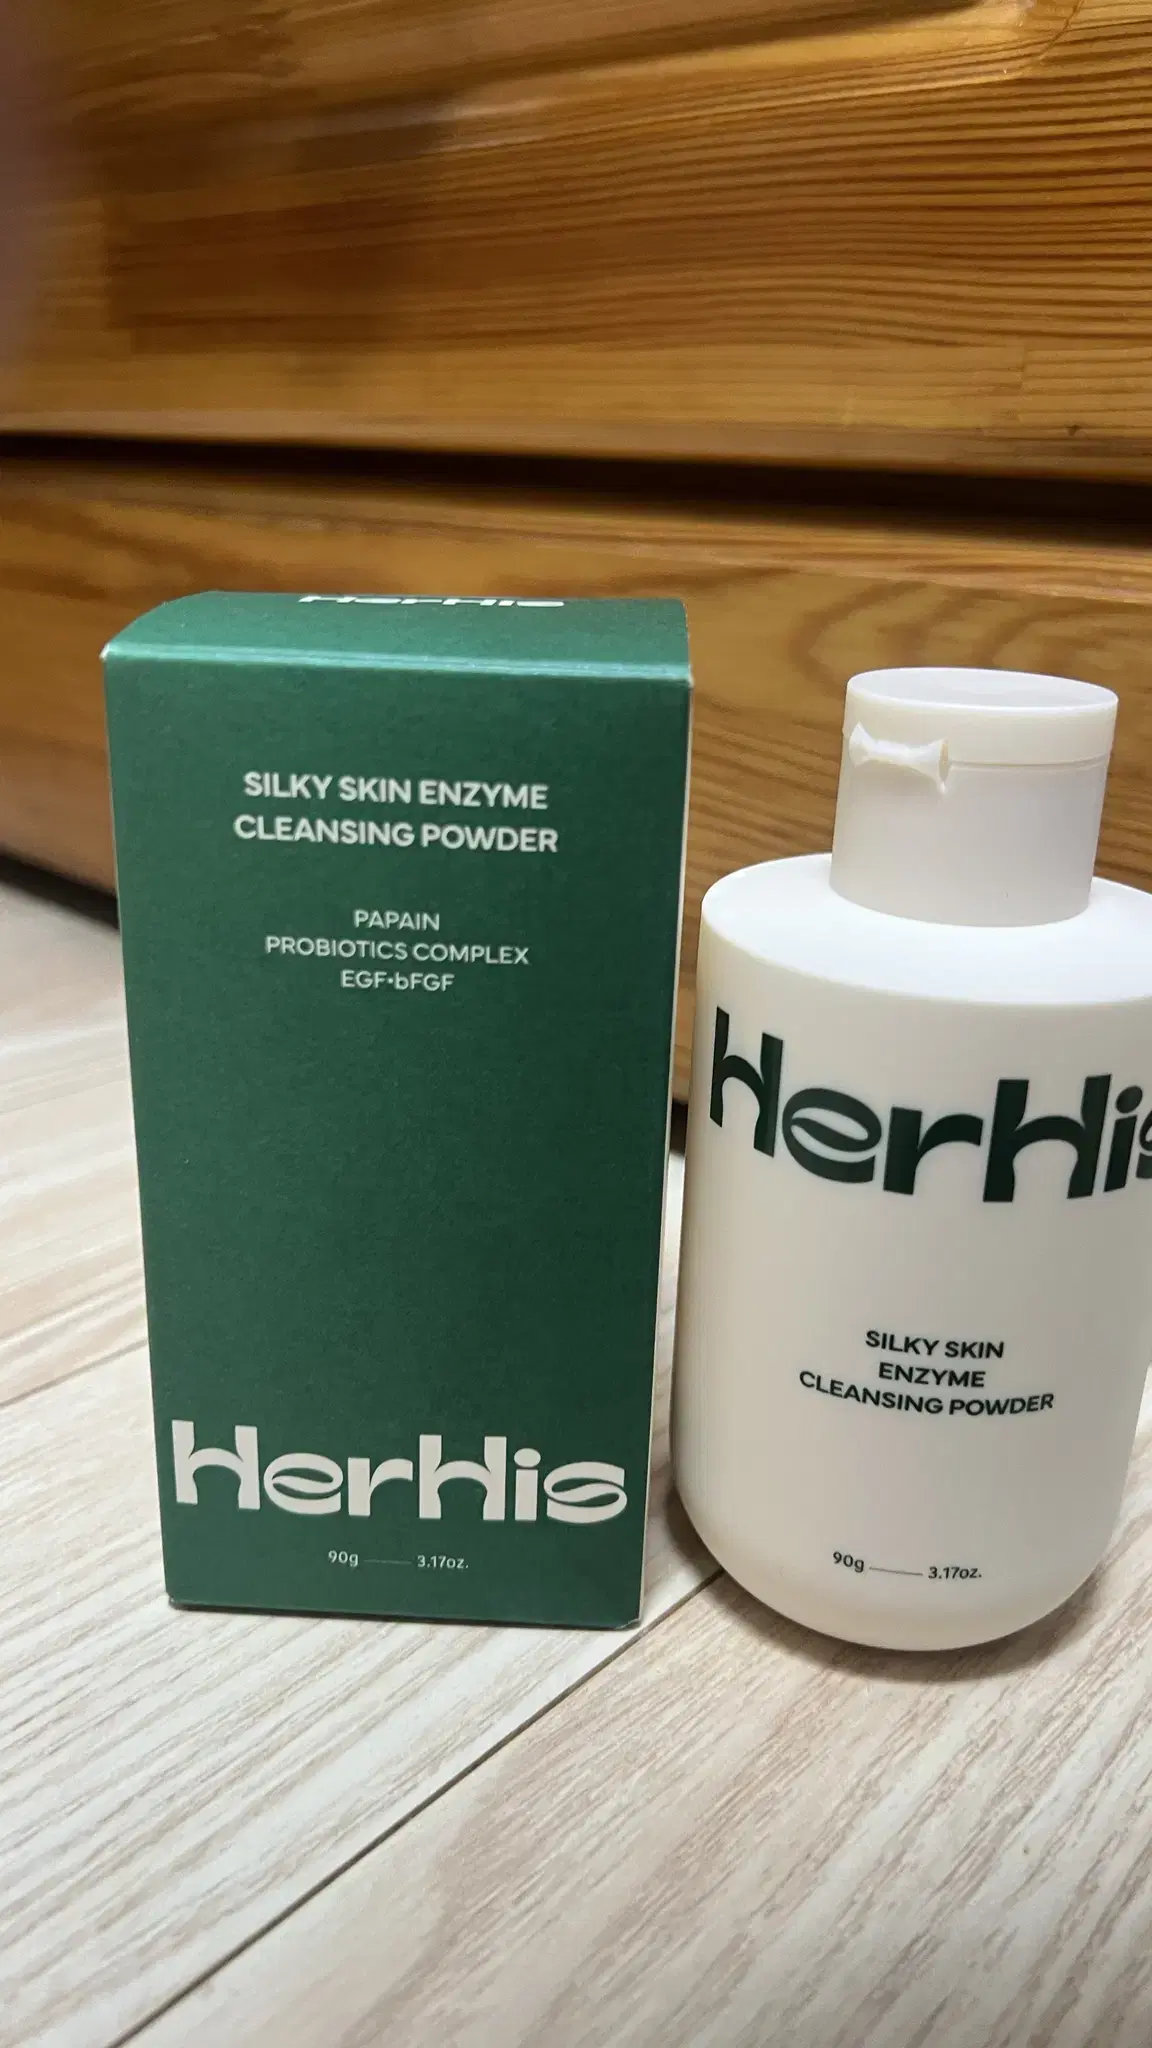 HerHis
SILKY SKIN ENZYME
CLEANSING POWDER
PAPAIN
PROBIOTICS COMPLEX
EGF·bFGF
HerHis
90g 3.17oz.
HerHis
SILKY SKIN
ENZYME
CLEANSING POWDER
90g 3.17oz.